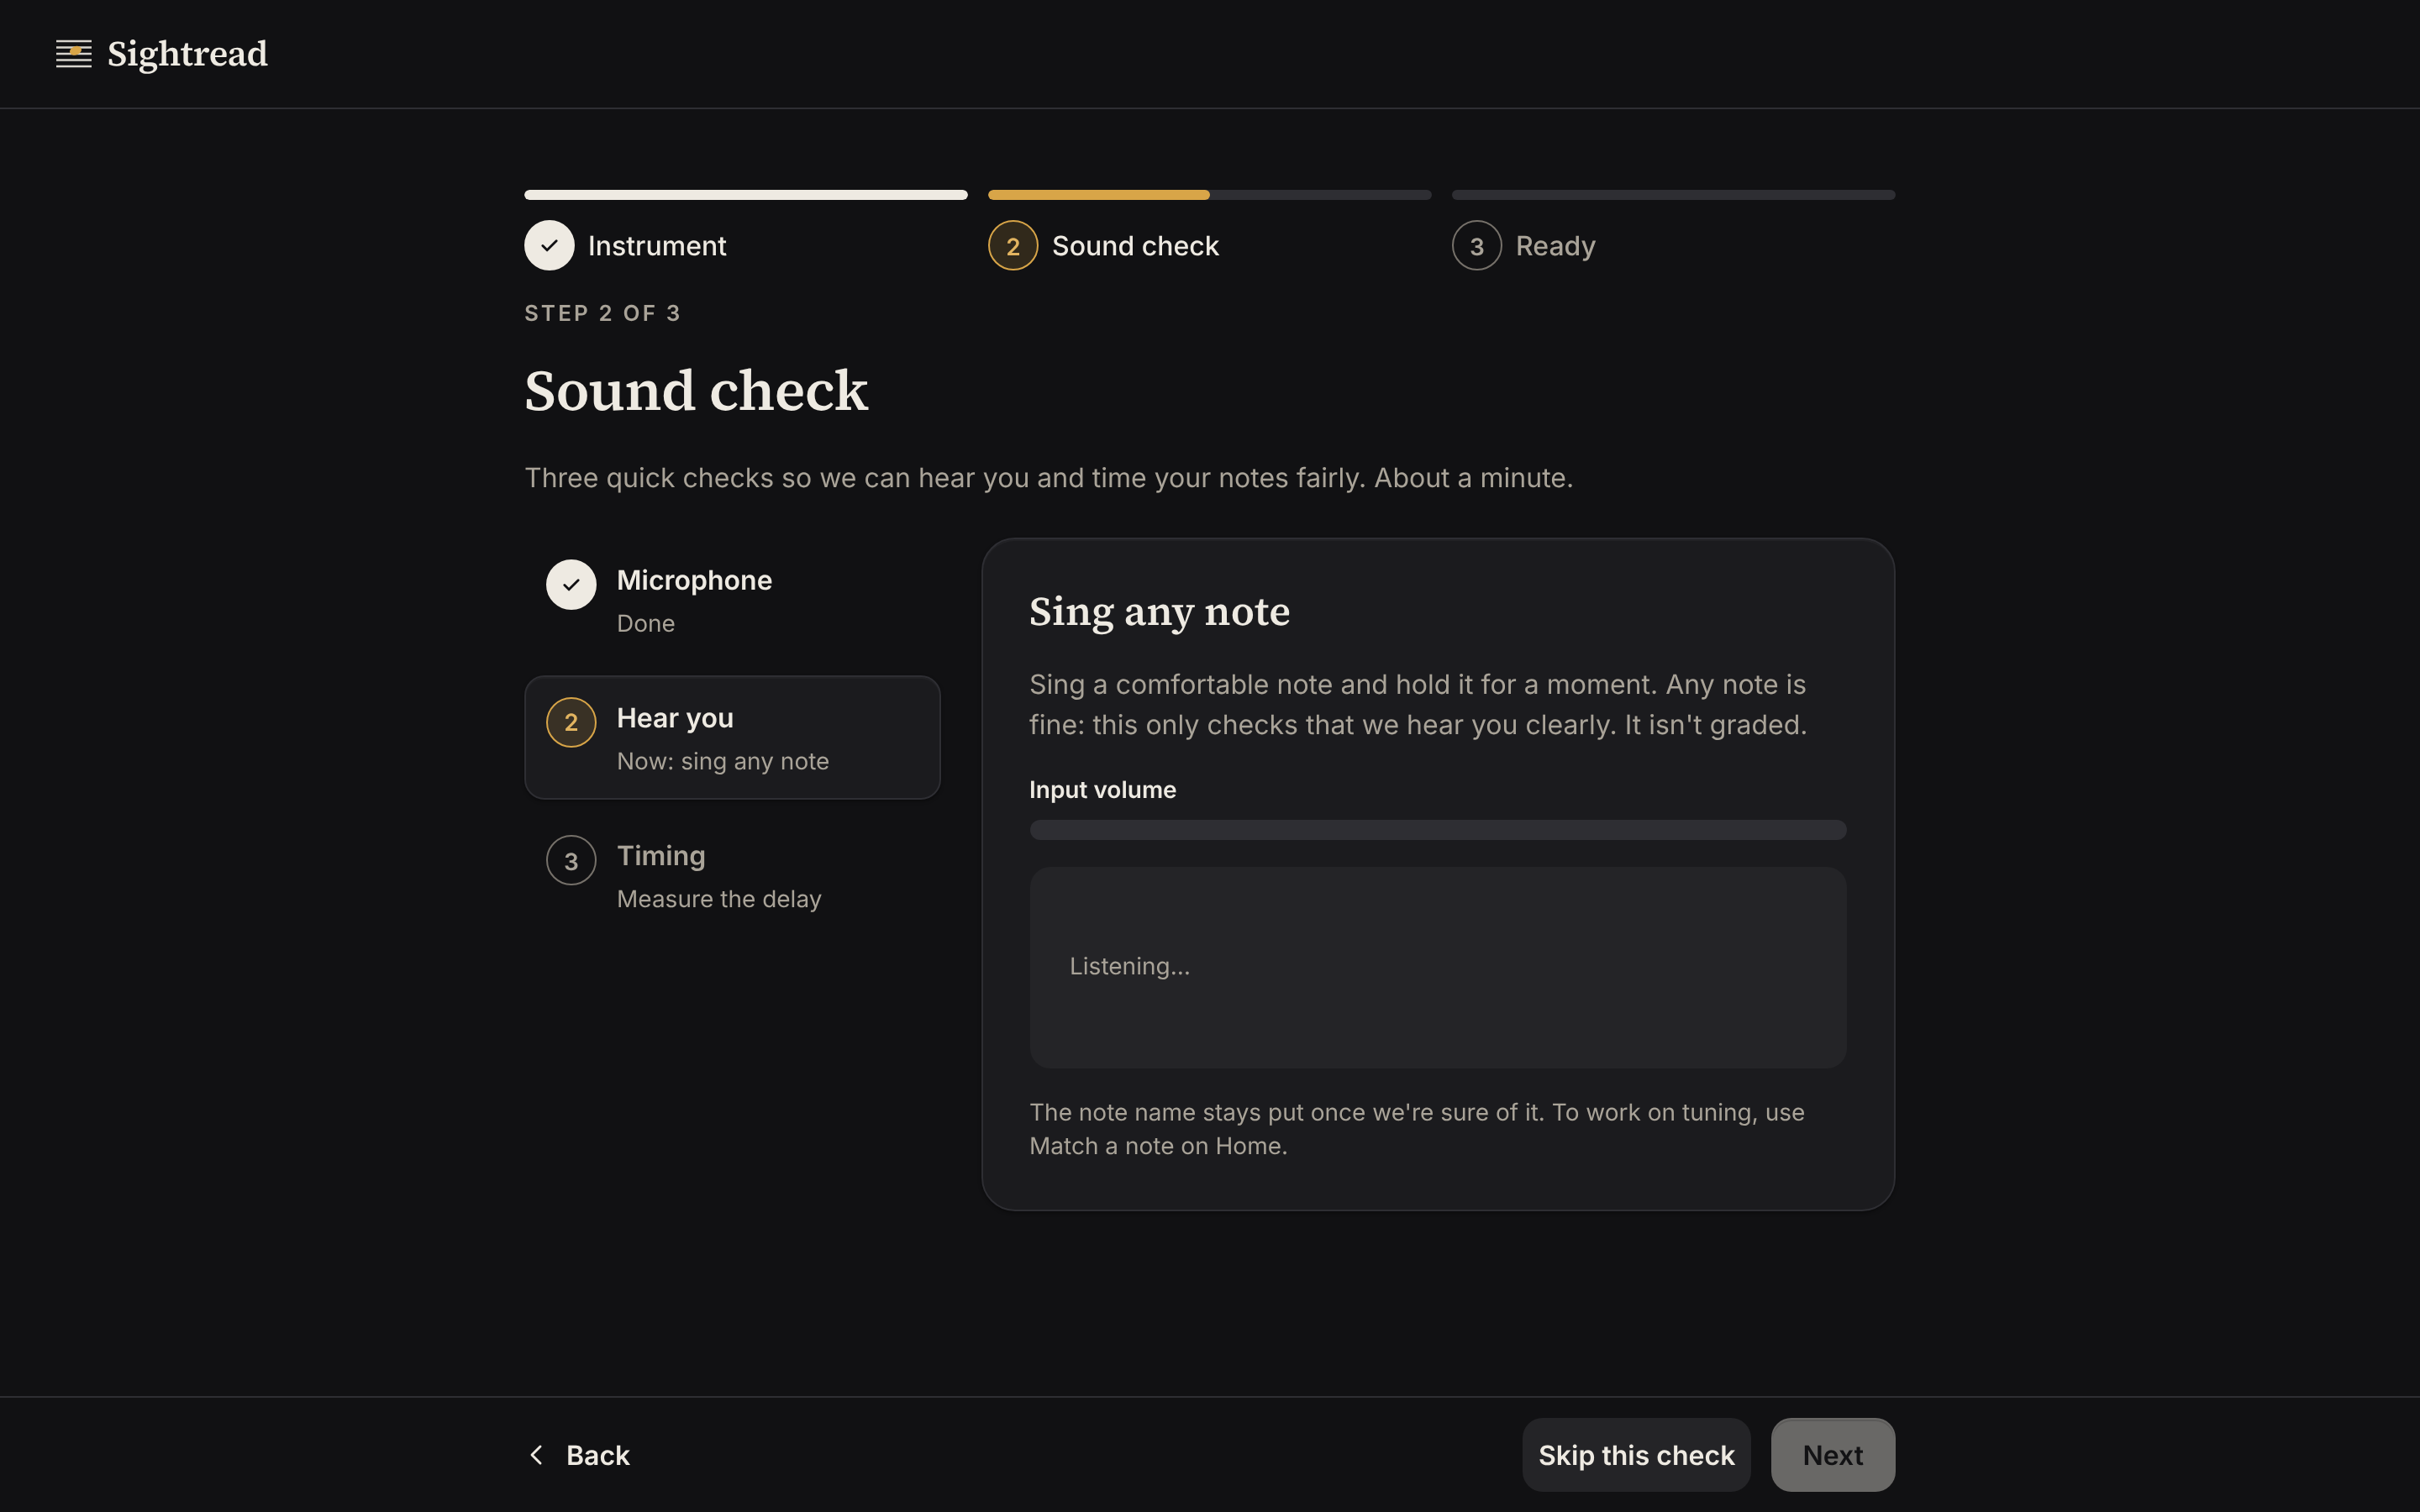 Sightread
Instrument
2 Sound check
3 Ready
STEP 2 OF 3
Sound check
Three quick checks so we can hear you and time your notes fairly. About a minute.
Microphone
Done
2 Hear you
Now: sing any note
3 Timing
Measure the delay
Sing any note
Sing a comfortable note and hold it for a moment. Any note is
fine: this only checks that we hear you clearly. It isn't graded.
Input volume
Listening...
The note name stays put once we're sure of it. To work on tuning, use
Match a note on Home.
Back
Skip this check
Next